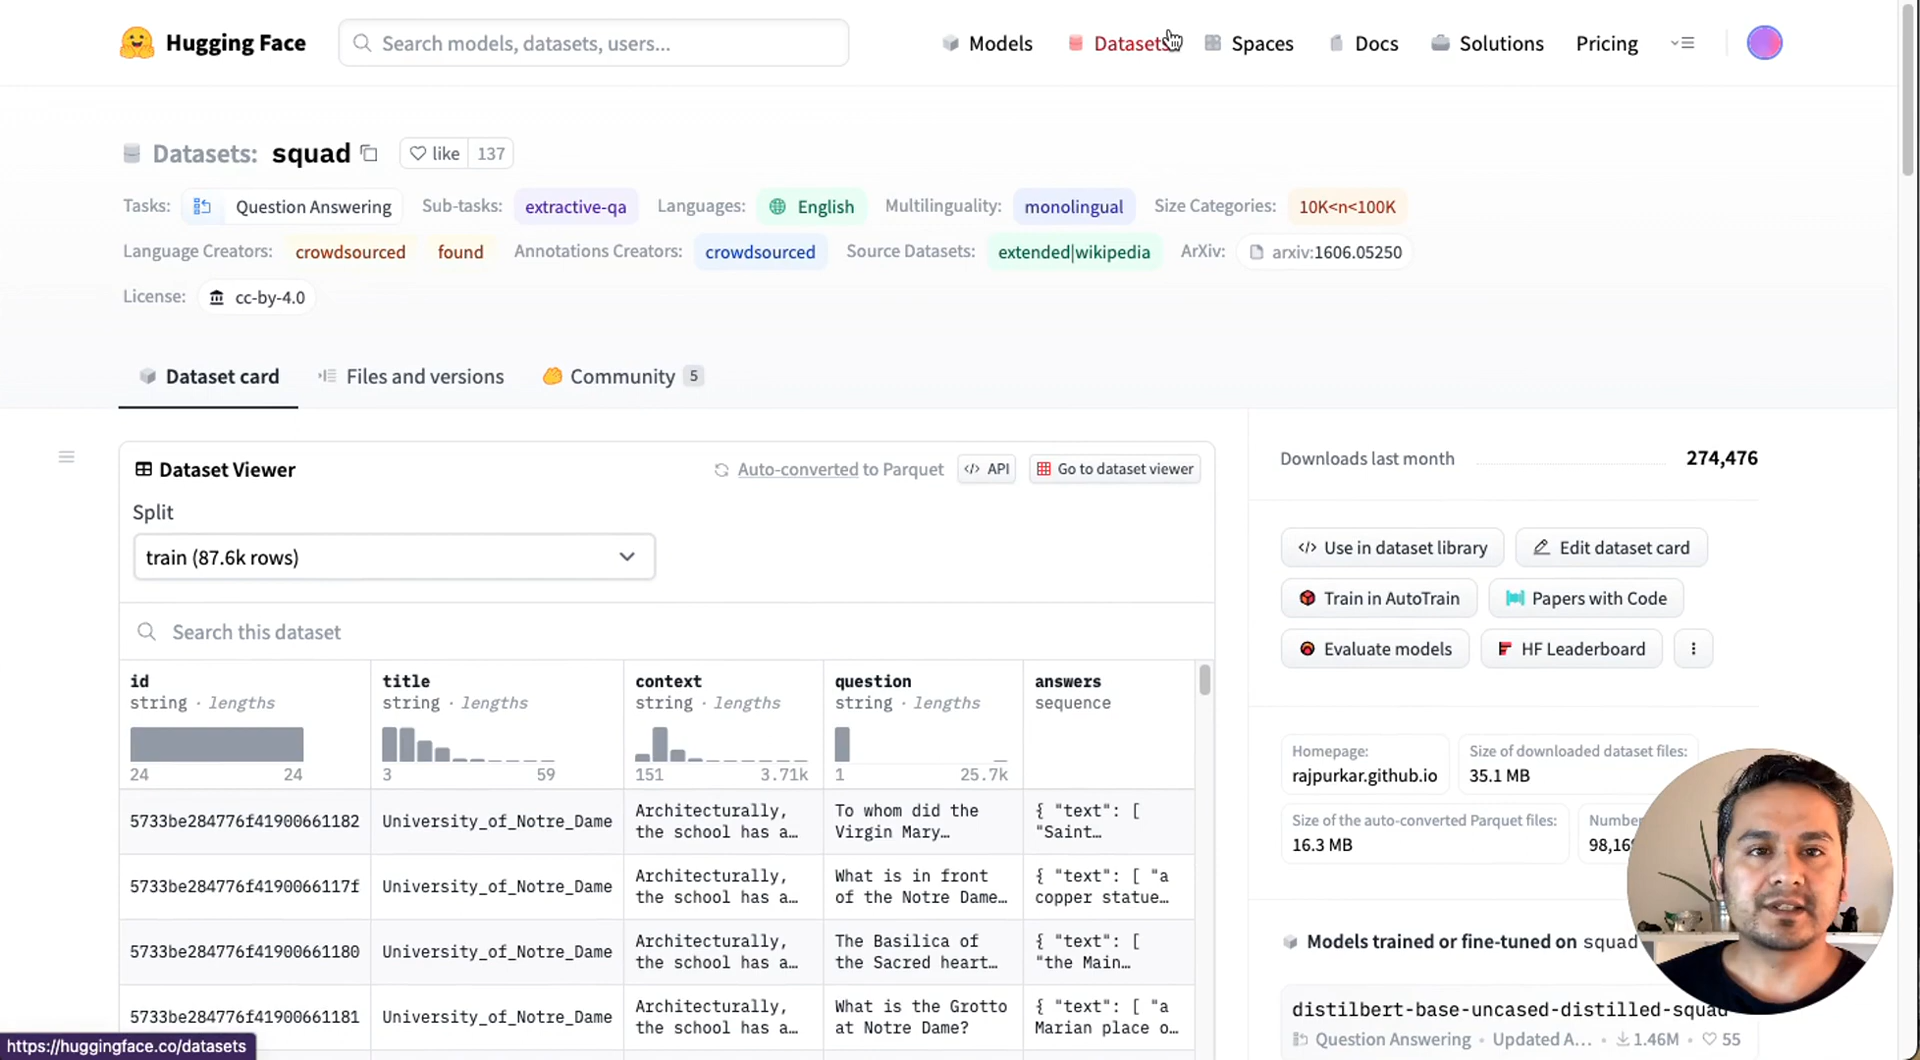 Hugging Face
Search models, datasets, users...
Models
Datasets
Spaces
Docs
Solutions
Pricing
Datasets: squad
like 137
Tasks: Question Answering Sub-tasks: extractive-qa Languages: English Multilinguality: monolingual Size Categories: 10K<n<100K
Language Creators: crowdsourced found Annotations Creators: crowdsourced Source Datasets: extended|wikipedia ArXiv: arxiv:1606.05250
License: cc-by-4.0
Dataset card
Files and versions
Community 5
Dataset Viewer
Auto-converted to Parquet
API
Go to dataset viewer
Split
train (87.6k rows)
Search this dataset
id title context question answers
string · lengths string · lengths string · lengths string · lengths sequence
24 24 3 59 151 3.71k 1 25.7k
5733be284776f41900661182 University_of_Notre_Dame Architecturally, To whom did the { "text": [
the school has a… Virgin Mary… "Saint…
5733be284776f4190066117f University_of_Notre_Dame Architecturally, What is in front { "text": [ "a
the school has a… of the Notre Dame… copper statue…
5733be284776f41900661180 University_of_Notre_Dame Architecturally, The Basilica of { "text": [
the school has a… the Sacred heart… "the Main…
5733be284776f41900661181 University_of_Notre_Dame Architecturally, What is the Grotto { "text": [ "a
the school has a… at Notre Dame? Marian place o…
Downloads last month 274,476
Use in dataset library
Edit dataset card
Train in AutoTrain
Papers with Code
Evaluate models
HF Leaderboard
Homepage:
rajpurkar.github.io
Size of downloaded dataset files:
35.1 MB
Size of the auto-converted Parquet files:
16.3 MB
Models trained or fine-tuned on squad
distilbert-base-uncased-distilled-squad
Question Answering • Updated A… • 1.46M • 55
https://huggingface.co/datasets